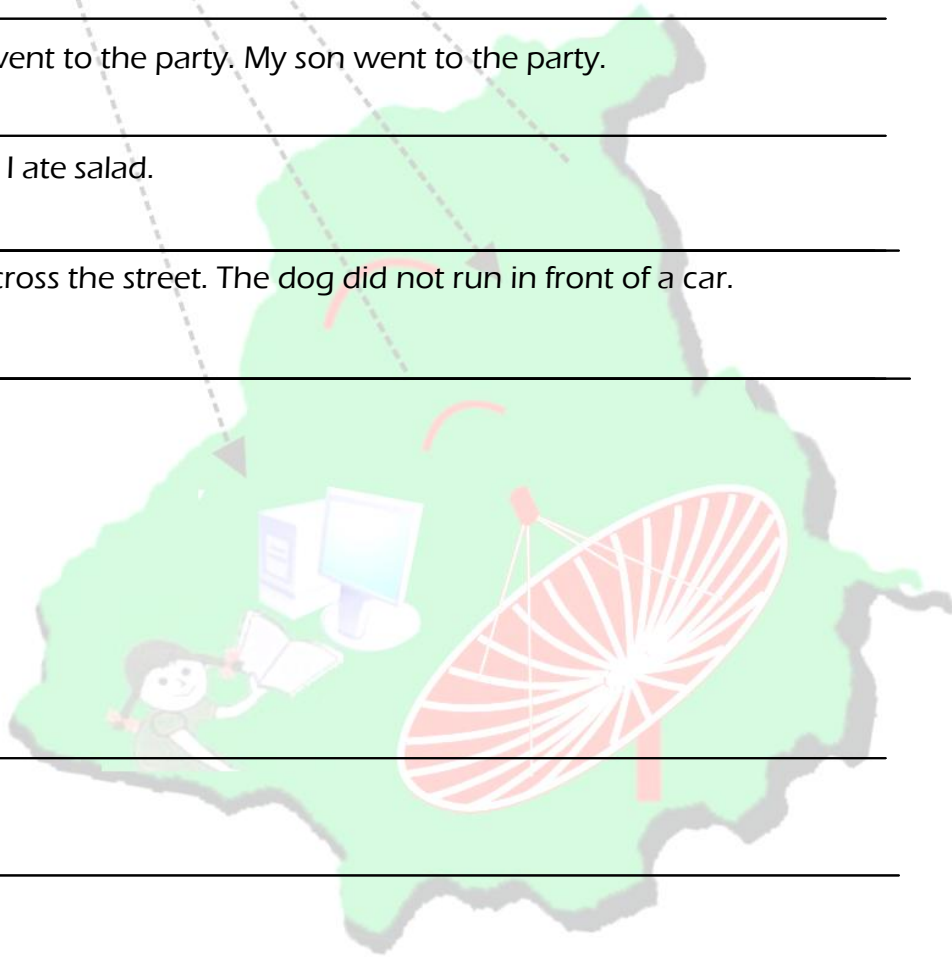 to the party. My son went to the party.
I ate salad.
the street. The dog did not run in front of a car.